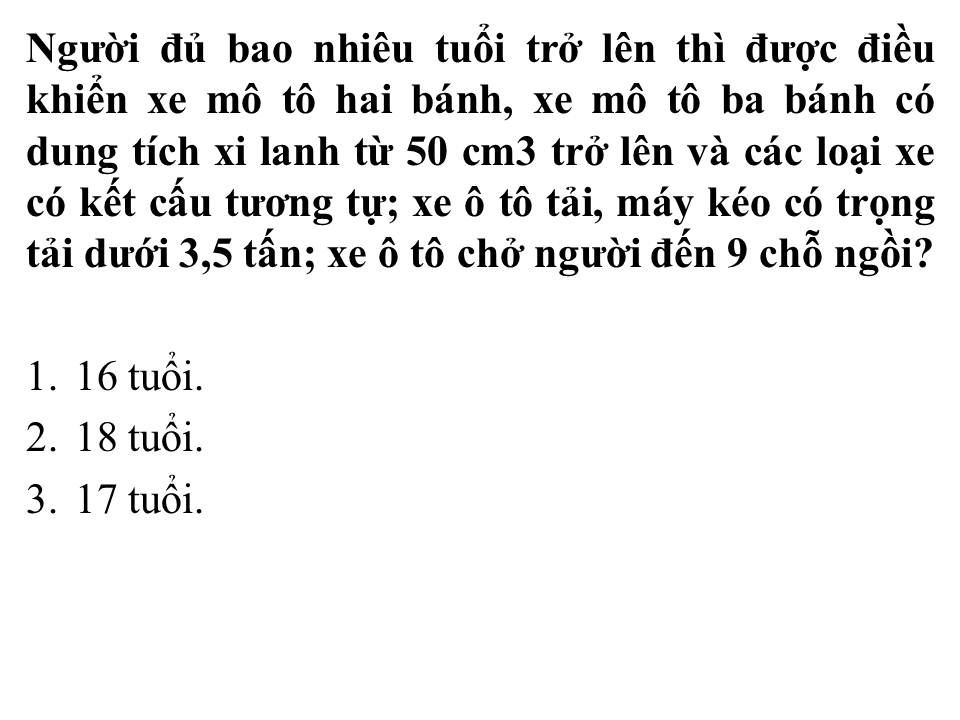 Người đủ bao nhiêu tuổi trở lên thì được điều
khiển xe mô tô hai bánh, xe mô tô ba bánh có
dung tích xi lanh từ 50 cm3 trở lên và các loại xe
có kết cấu tương tự; xe ô tô tải, máy kéo có trọng
tải dưới 3,5 tấn; xe ô tô chở người đến 9 chỗ ngồi?
1. 16 tuổi.
2. 18 tuổi.
3. 17 tuổi.